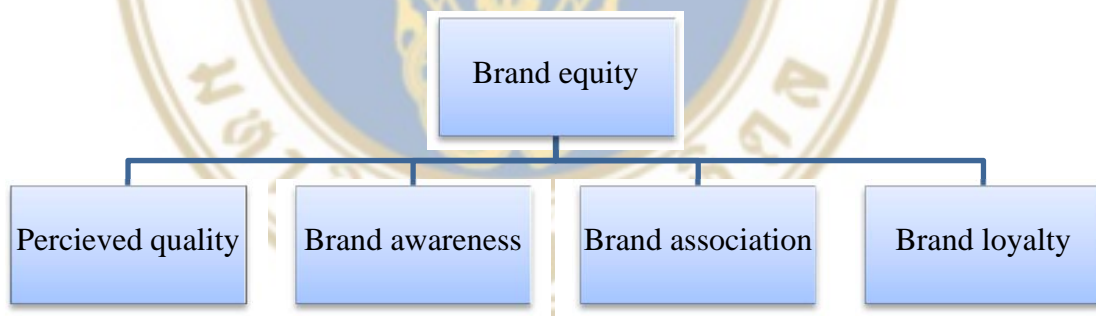 Brand equity
Percieved quality
Brand awareness
Brand association
Brand loyalty